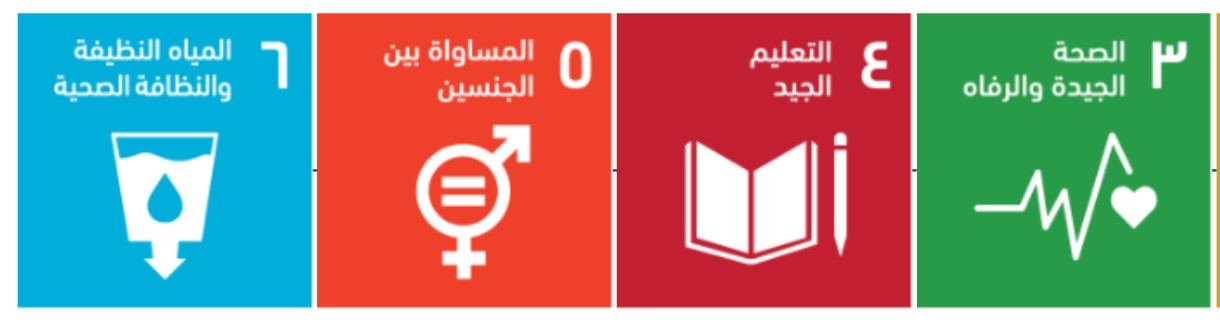 ٣ الصحة
الجيدة والرفاه
٤ التعليم
الجيد
٥ المساواة بين
الجنسين
٦ المياه النظيفة
والنظافة الصحية